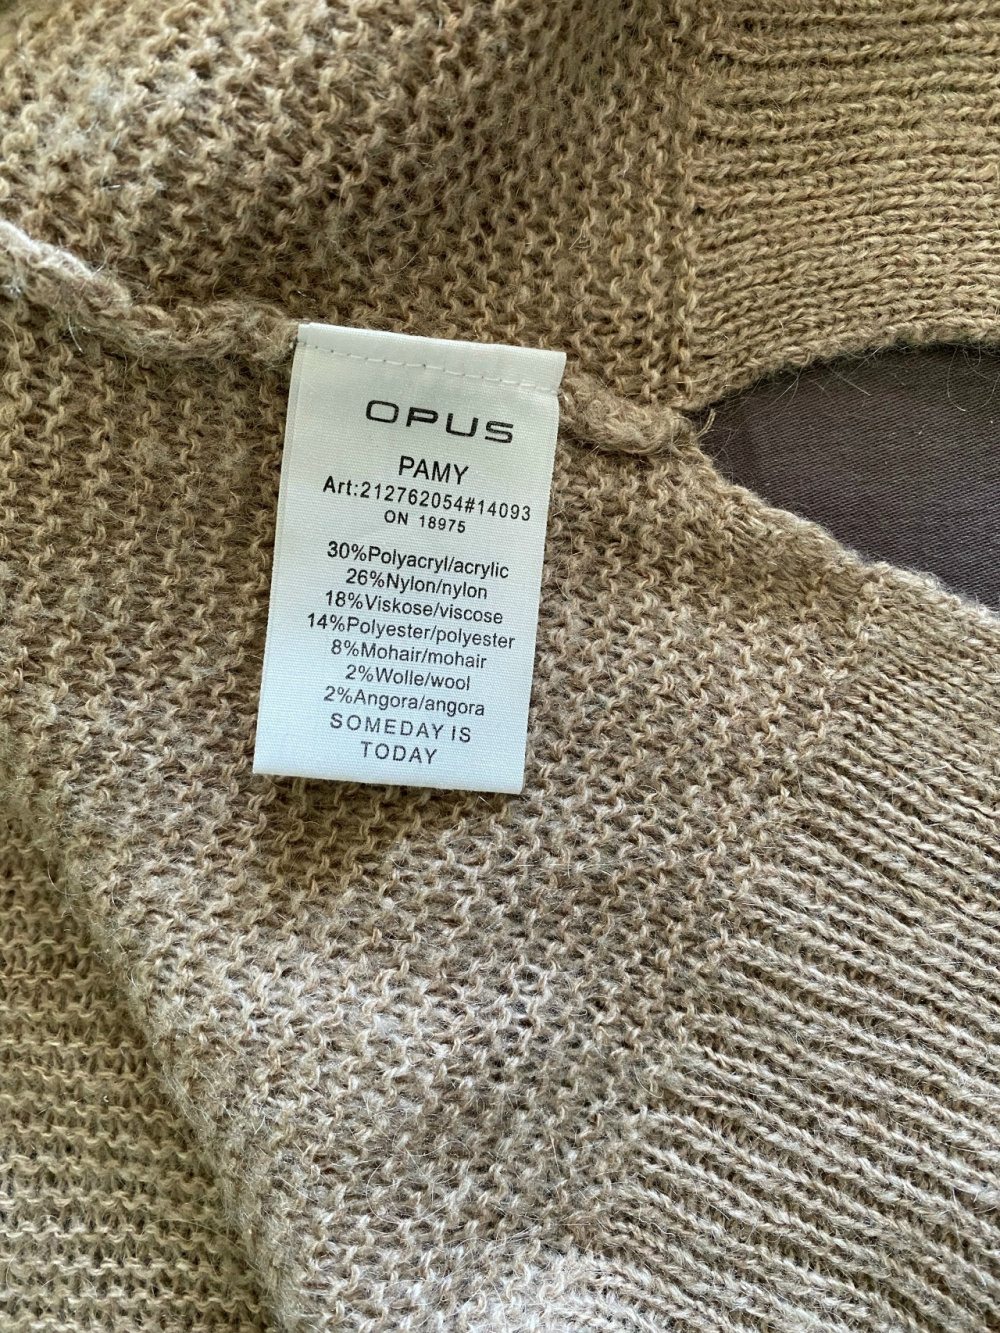 OPUS
PAMY
Art:212762054#14093
ON 18975
30%Polyacryl/acrylic
26%Nylon/nylon
18%Viskose/viscose
14%Polyester/polyester
8%Mohair/mohair
2%Wolle/wool
2%Angora/angora
SOMEDAY IS
TODAY